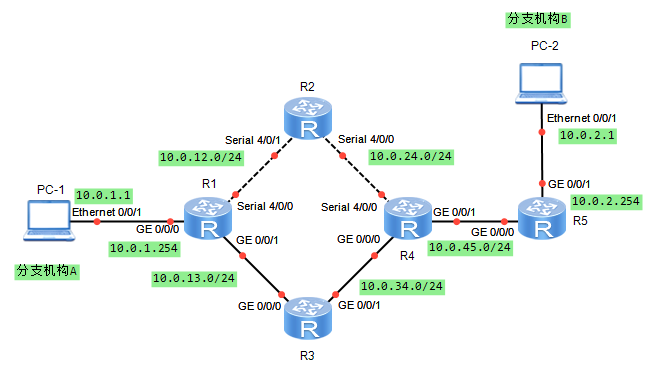 分支机构B
PC-2
R2
Ethernet 0/0/1
10.0.2.1
Serial 4/0/1
Serial 4/0/0
10.0.12.0/24
10.0.24.0/24
PC-1
10.0.1.1
R1
GE 0/0/1
10.0.2.254
Ethernet 0/0/1
Serial 4/0/0
Serial 4/0/0
GE 0/0/1
R5
GE 0/0/0
GE 0/0/0
10.0.1.254
GE 0/0/1
GE 0/0/0
10.0.45.0/24
R4
分支机构A
10.0.13.0/24
10.0.34.0/24
GE 0/0/0
GE 0/0/1
R3